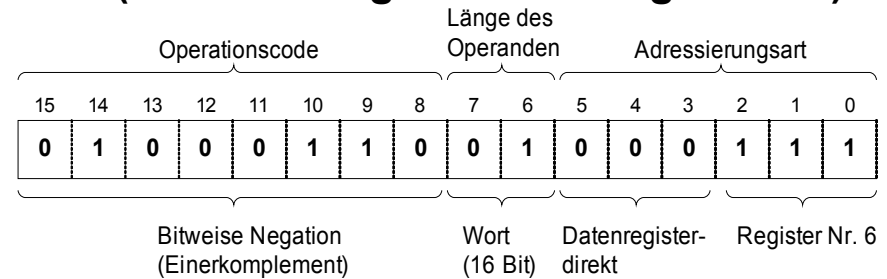 Länge des
Operationscode Operanden Adressierungsart
15 14 13 12 11 10 9 8 7 6 5 4 3 2 1 0
0 1 0 0 0 1 1 0 0 1 0 0 0 1 1 1
Bitweise Negation Wort Datenregister- Register Nr. 6
(Einerkomplement) (16 Bit) direkt